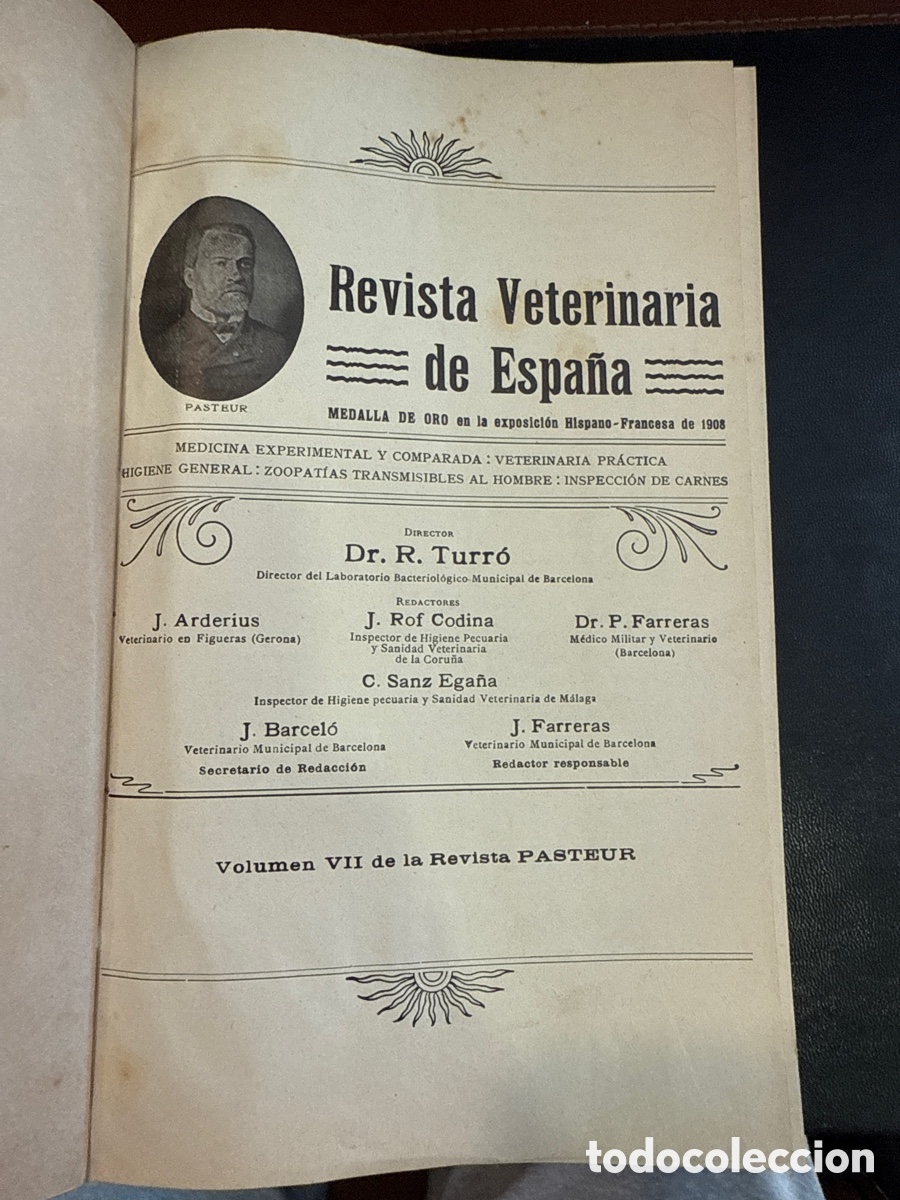 PASTEUR
Revista Veterinaria
de España
MEDALLA DE ORO en la exposición Hispano-Francesa de 1908
MEDICINA EXPERIMENTAL Y COMPARADA : VETERINARIA PRÁCTICA
HIGIENE GENERAL : ZOOPATÍAS TRANSMISIBLES AL HOMBRE : INSPECCIÓN DE CARNES
DIRECTOR
Dr. R. Turró
Director del Laboratorio Bacteriológico Municipal de Barcelona
REDACTORES
J. Arderius
Veterinario en Figueras (Gerona)
J. Rof Codina
Inspector de Higiene Pecuaria
y Sanidad Veterinaria
de la Coruña
Dr. P. Farreras
Médico Militar y Veterinario
(Barcelona)
C. Sanz Egaña
Inspector de Higiene pecuaria y Sanidad Veterinaria de Málaga
J. Barceló
Veterinario Municipal de Barcelona
Secretario de Redacción
J. Farreras
Veterinario Municipal de Barcelona
Redactor responsable
Volumen VII de la Revista PASTEUR
todocoleccion